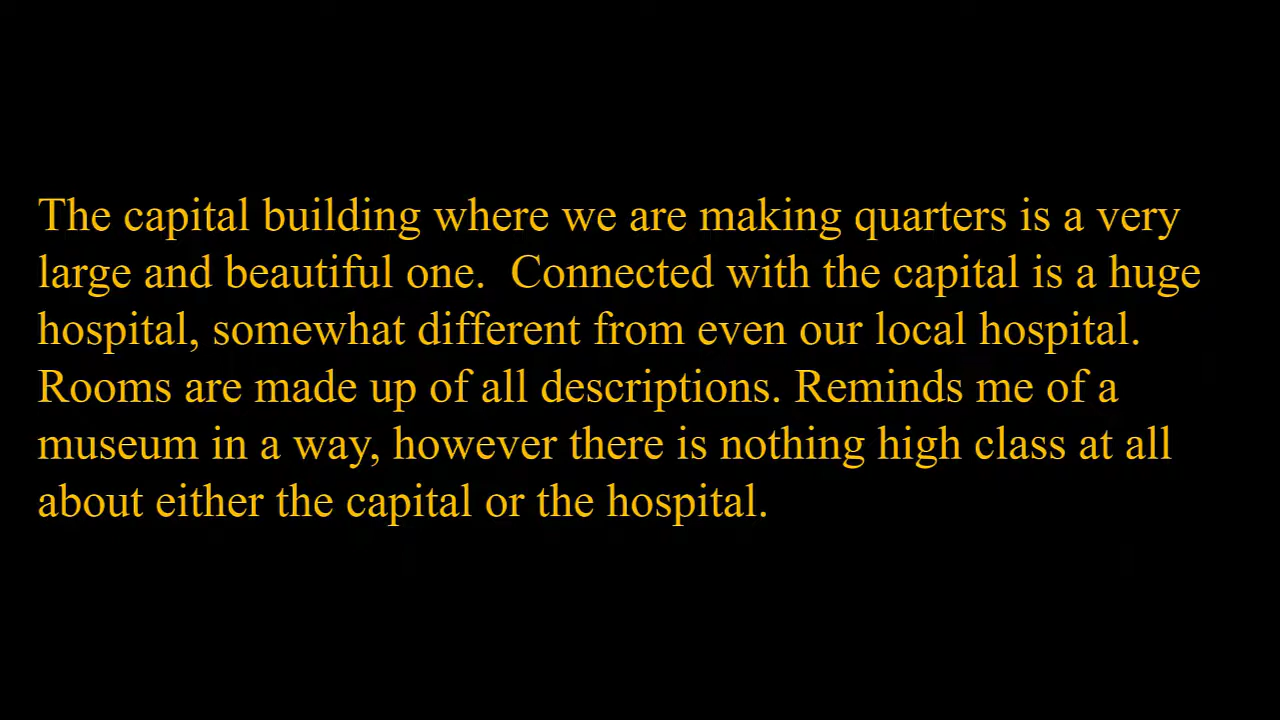 The capital building where we are making quarters is a very
large and beautiful one.  Connected with the capital is a huge
hospital, somewhat different from even our local hospital.
Rooms are made up of all descriptions. Reminds me of a
museum in a way, however there is nothing high class at all
about either the capital or the hospital.